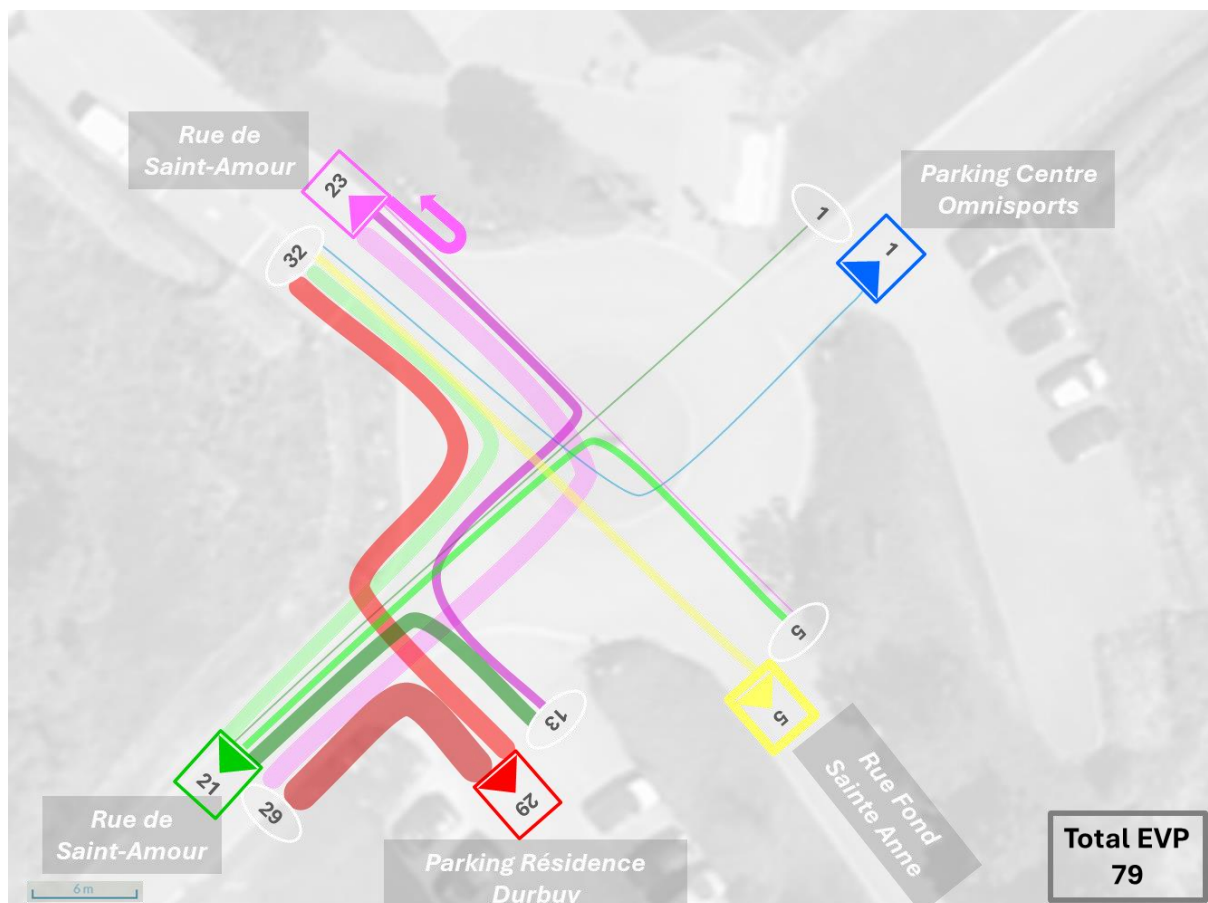 Rue de
Saint-Amour
23
32
1
1
Parking Centre
Omnisports
5
5
Rue Fond
Sainte Anne
13
29
21
29
Rue de
Saint-Amour
Parking Résidence
Durbuy
Total EVP
79
6 m